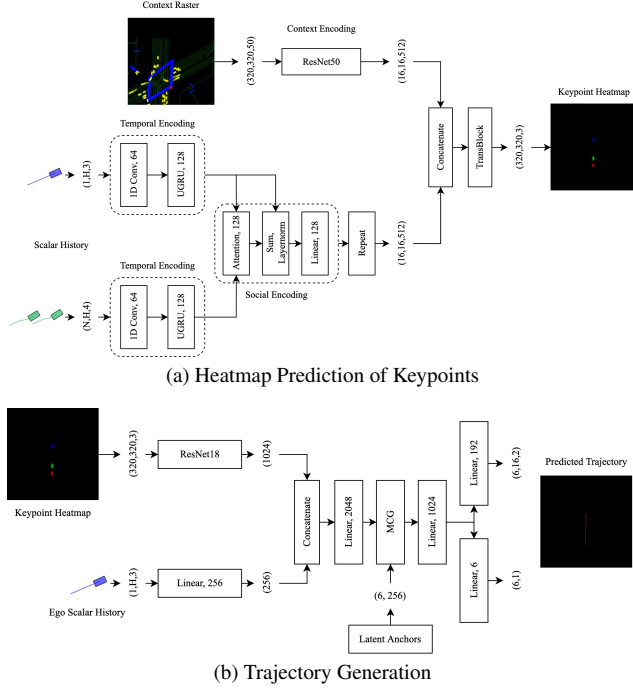 Context Raster
Context Encoding
(320,320,50)
ResNet50
(16,16,512)
Keypoint Heatmap
Temporal Encoding
(1,H,3)
1D Conv, 64
UGRU, 128
Concatenate
TransBlock
(320,320,3)
Scalar History
Attention, 128
Sum,
Layernorm
Linear, 128
Repeat
(16,16,512)
Social Encoding
Temporal Encoding
(N,H,4)
1D Conv, 64
UGRU, 128
(a) Heatmap Prediction of Keypoints
(320,320,3)
ResNet18
(1024)
Keypoint Heatmap
Concatenate
Linear, 2048
MCG
Linear, 1024
Linear, 192
(6,16,2)
Predicted Trajectory
(1,H,3)
Linear, 256
(256)
Ego Scalar History
(6, 256)
Latent Anchors
Linear, 6
(6,1)
(b) Trajectory Generation